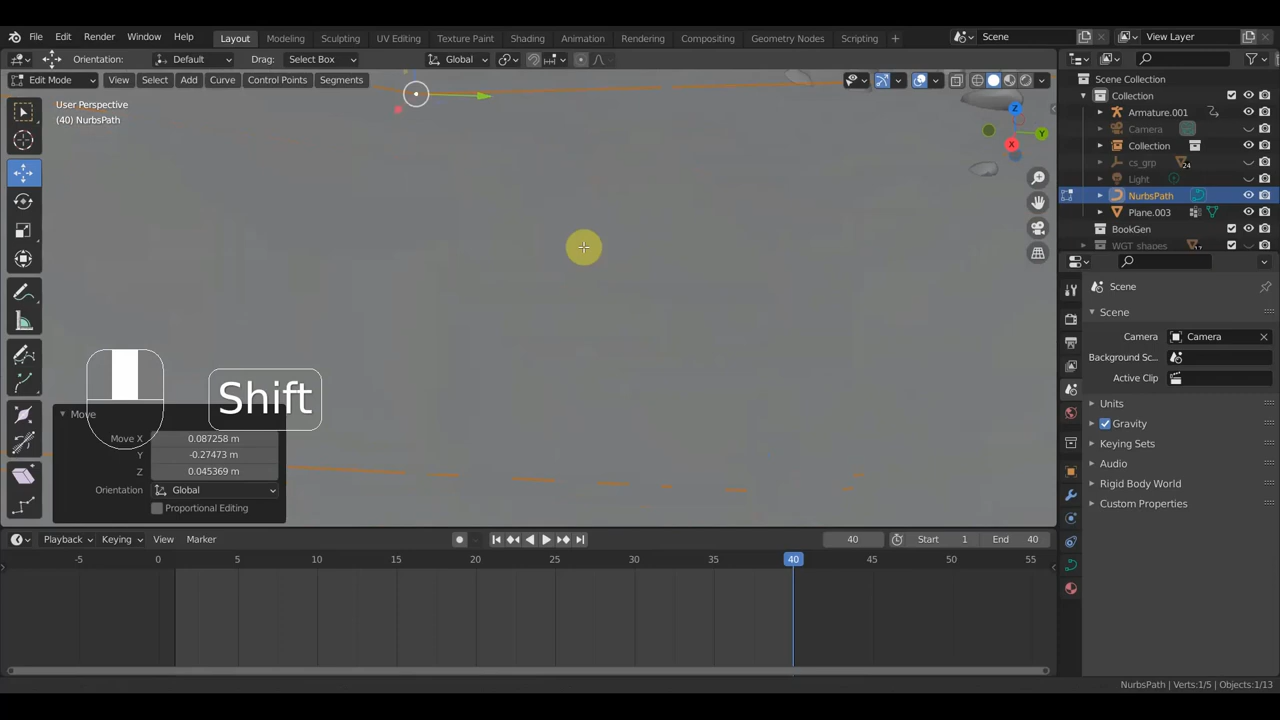 File Edit Render Window Help Layout Modeling Sculpting UV Editing Texture Paint Shading Animation Rendering Compositing Geometry Nodes Scripting + Scene View Layer
Orientation: Default Drag: Select Box Global
Edit Mode View Select Add Curve Control Points Segments
User Perspective
(40) NurbsPath
Z
Y
X
Scene Collection
Collection
Armature.001
Camera
Collection
cs_grp 24
Light
NurbsPath
Plane.003
BookGen
WGT_shapes
Scene
Scene
Camera Camera
Background Sc...
Active Clip
Units
Gravity
Keying Sets
Audio
Rigid Body World
Custom Properties
Shift
Move
Move X 0.087258 m
Y -0.27473 m
Z 0.045369 m
Orientation Global
Proportional Editing
Playback Keying View Marker 40 Start 1 End 40
-5 0 5 10 15 20 25 30 35 40 45 50 55
NurbsPath | Verts:1/5 | Objects:1/13